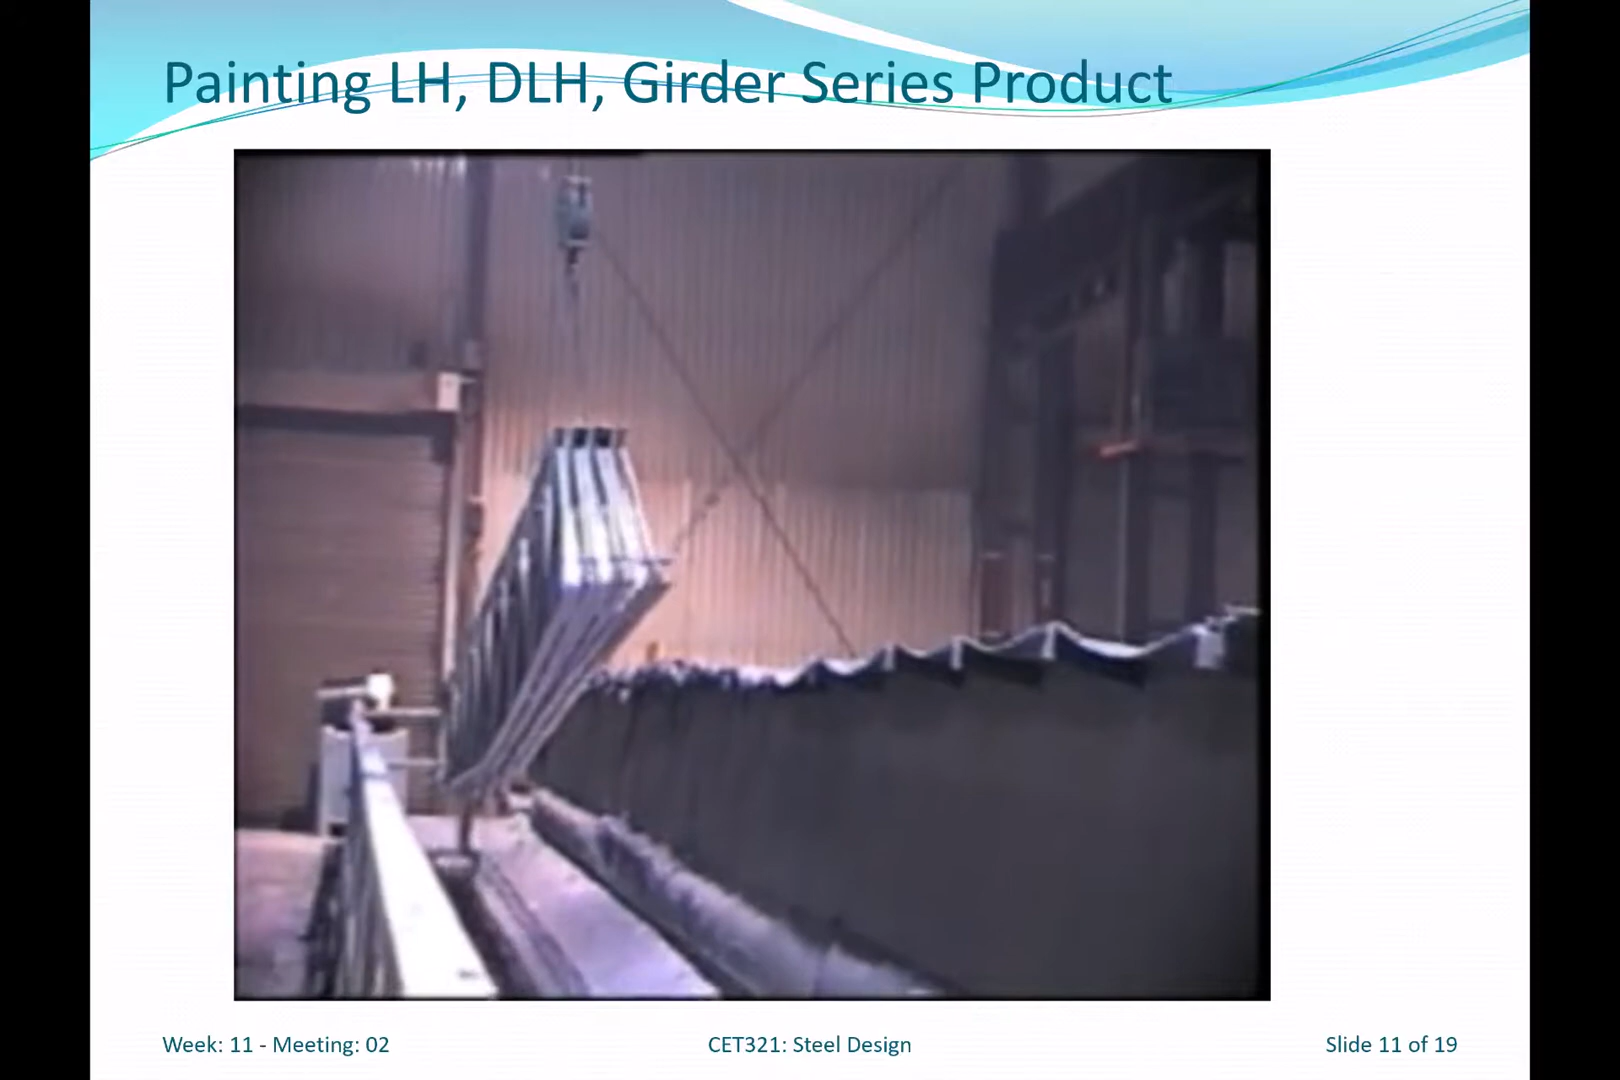 Painting LH, DLH, Girder Series Product
Week: 11 - Meeting: 02
CET321: Steel Design
Slide 11 of 19